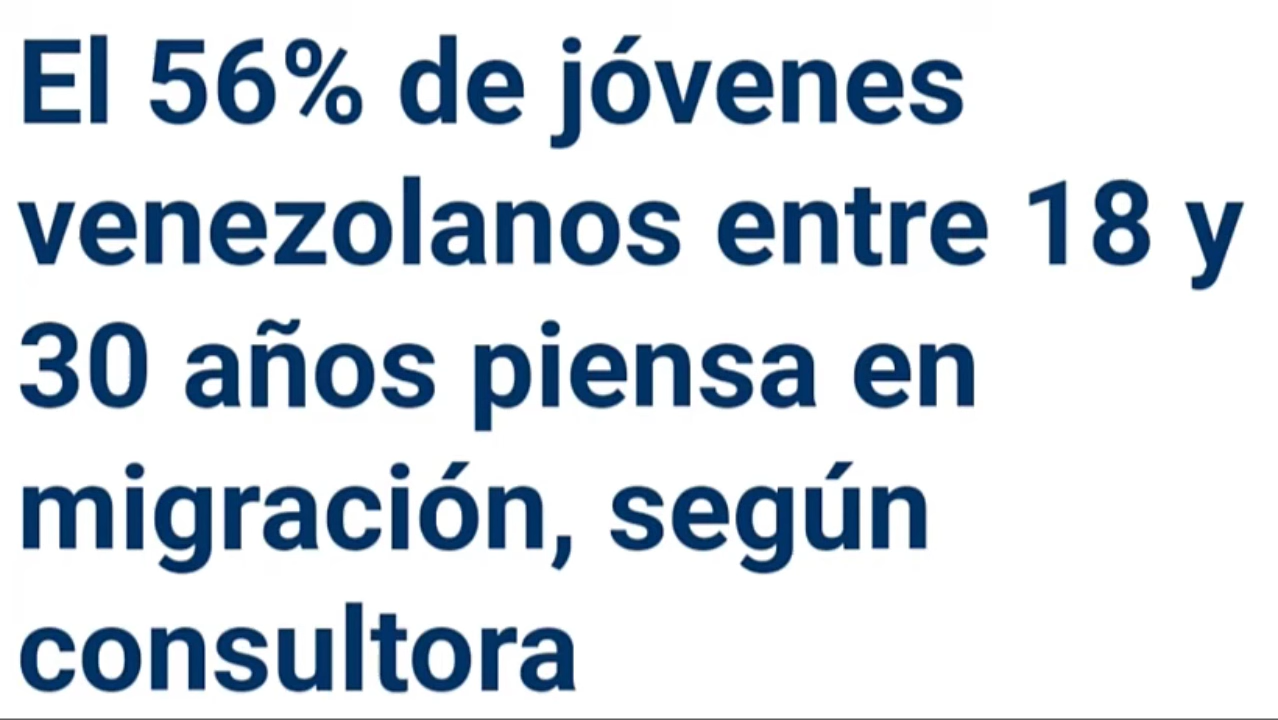 El 56% de jóvenes
venezolanos entre 18 y
30 años piensa en
migración, según
consultora